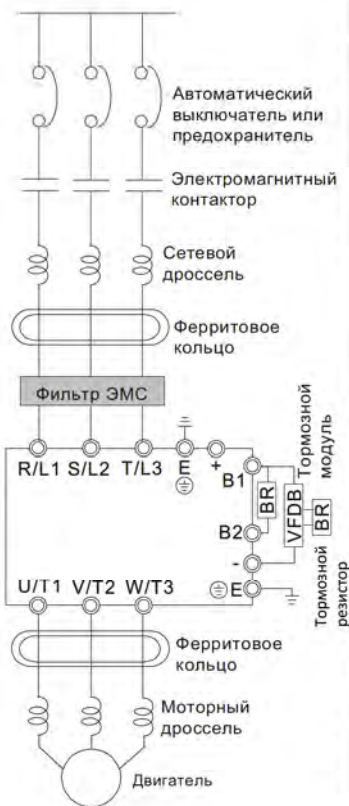 Автоматический
выключатель или
предохранитель
Электромагнитный
контактор
Сетевой
дроссель
Ферритовое
кольцо
Фильтр ЭМС
R/L1 S/L2 T/L3 E +
B1
BR
VFDB
BR
Тормозной
модуль
B2
-
E
Тормозной
резистор
U/T1 V/T2 W/T3
Ферритовое
кольцо
Моторный
дроссель
Двигатель